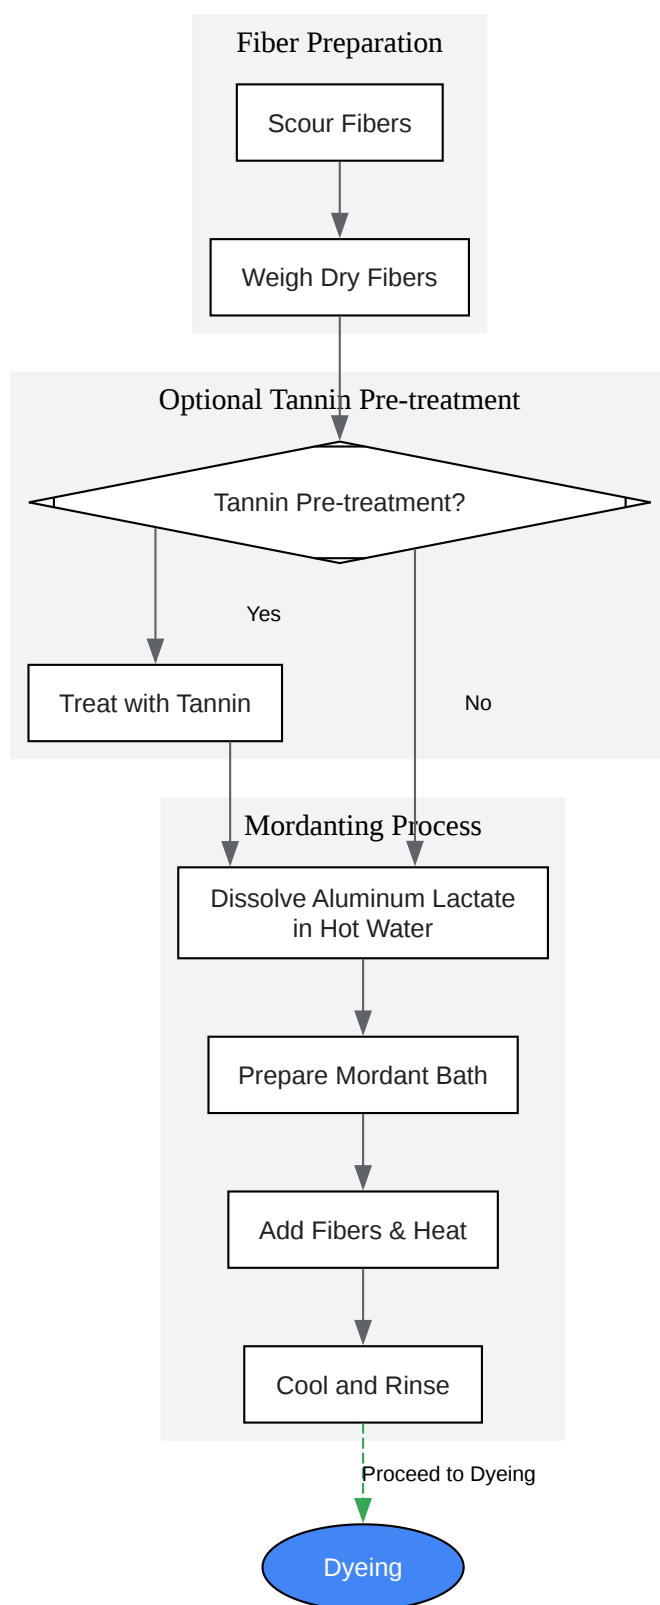 Fiber Preparation
Scour Fibers
Weigh Dry Fibers
Optional Tannin Pre-treatment
Tannin Pre-treatment?
Yes
Treat with Tannin
No
Mordanting Process
Dissolve Aluminum Lactate
in Hot Water
Prepare Mordant Bath
Add Fibers & Heat
Cool and Rinse
Proceed to Dyeing
Dyeing